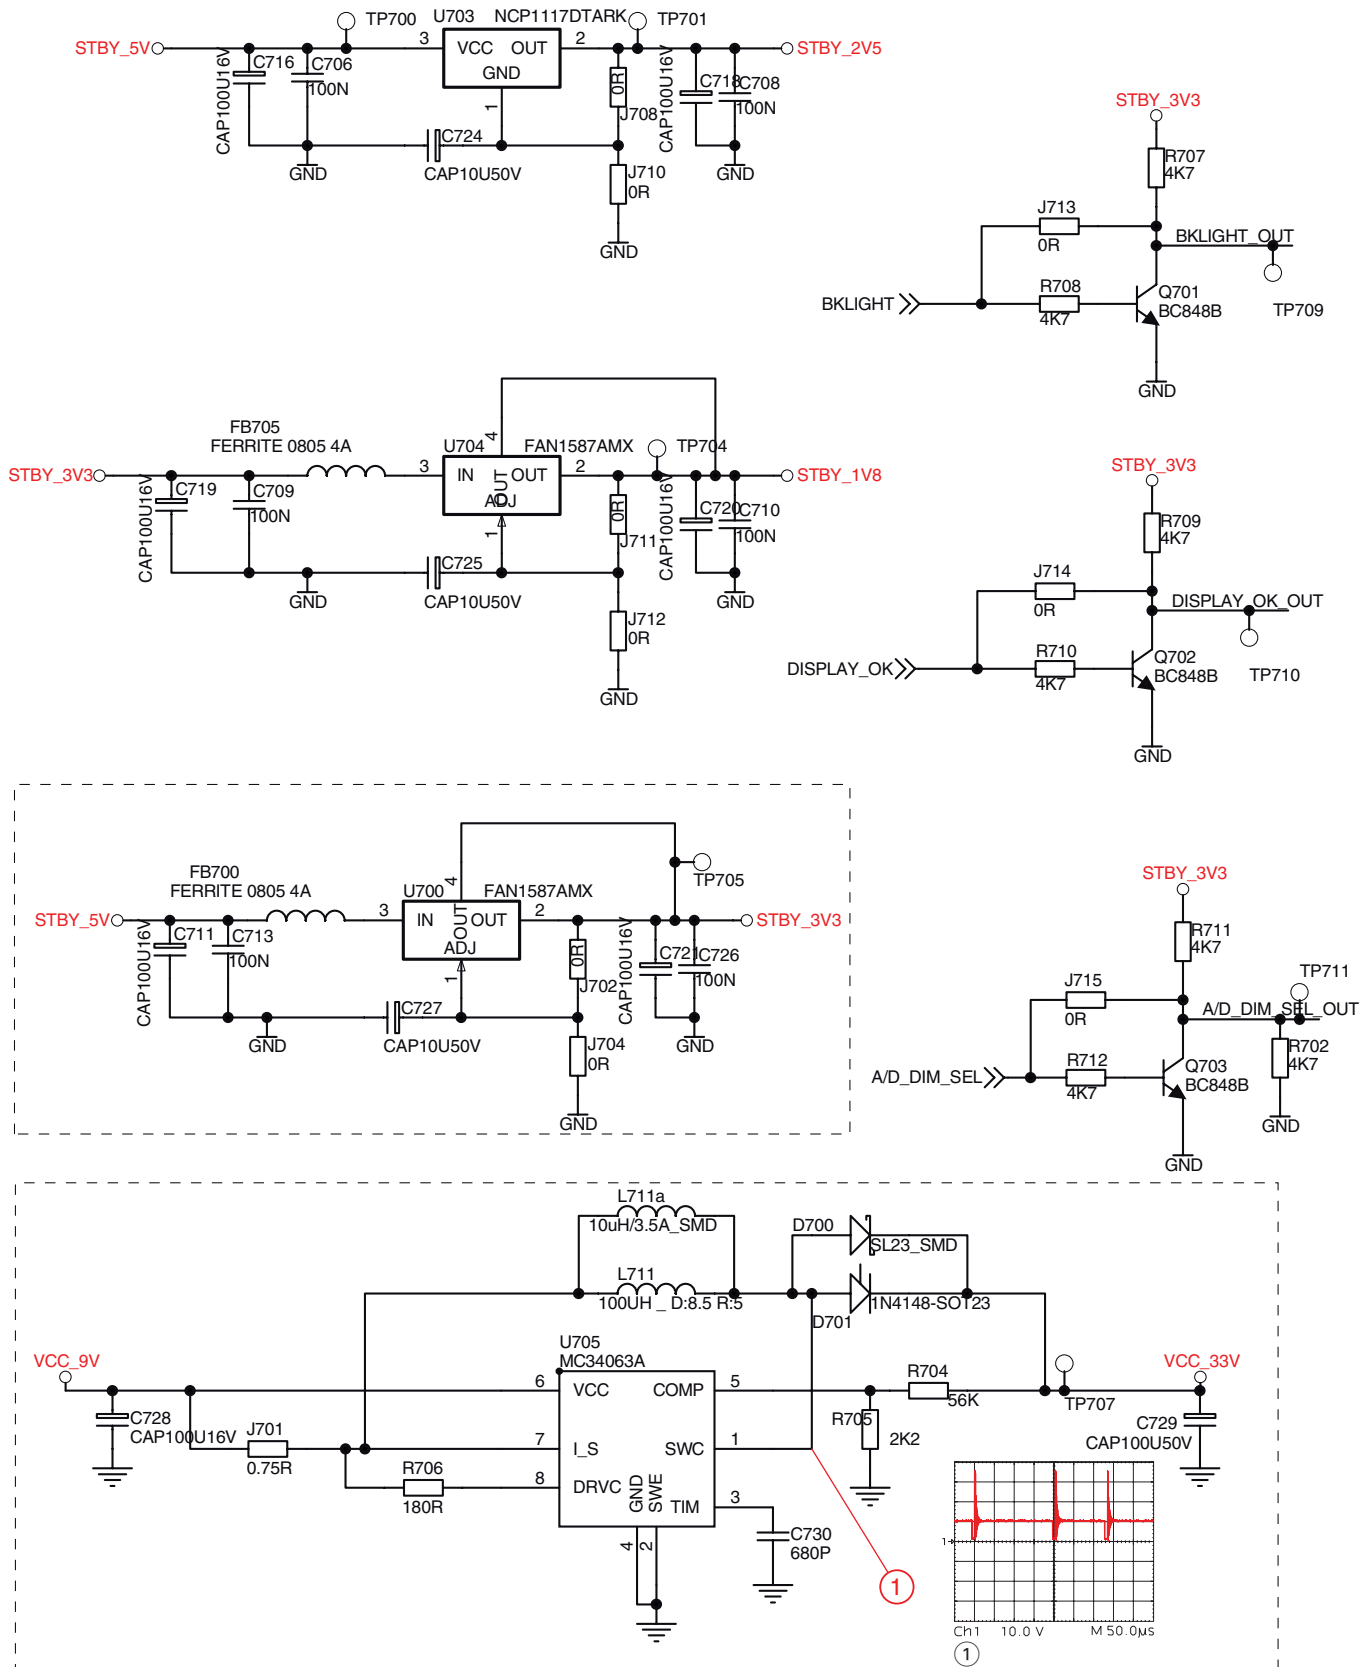 TP700 U703 NCP1117DTARK TP701
STBY_5V 3 VCC OUT 2 STBY_2V5
GND
CAP100U16V C716 C706 100N
1
0R J708
CAP100U16V C718 C708 100N
C724
CAP10U50V
GND
J710
0R
GND
GND
STBY_3V3
R707
4K7
J713
0R
BKLIGHT_OUT
BKLIGHT
R708
4K7
Q701
BC848B
TP709
GND
FB705
FERRITE 0805 4A
4
U704 FAN1587AMX TP704
STBY_3V3 3 IN OUT 2 STBY_1V8
OUT
ADJ
CAP100U16V C719 C709 100N
1
0R J711
CAP100U16V C720 C710 100N
C725
CAP10U50V
GND
J712
0R
GND
GND
STBY_3V3
R709
4K7
J714
0R
DISPLAY_OK_OUT
DISPLAY_OK
R710
4K7
Q702
BC848B
TP710
GND
TP705
FB700
FERRITE 0805 4A
4
U700 FAN1587AMX
STBY_5V 3 IN OUT 2 STBY_3V3
OUT
ADJ
CAP100U16V C711 C713 100N
1
0R J702
CAP100U16V C721 C726 100N
C727
CAP10U50V
GND
J704
0R
GND
GND
STBY_3V3
R711
4K7
TP711
J715
0R
A/D_DIM_SEL_OUT
A/D_DIM_SEL
R712
4K7
Q703
BC848B
R702
4K7
GND
GND
L711a
10uH/3.5A_SMD
D700
SL23_SMD
L711
100UH _ D:8.5 R:5
1N4148-SOT23
D701
U705
MC34063A
VCC_9V
6 VCC COMP 5
R704
56K
TP707
VCC_33V
C728
CAP100U16V
J701
0.75R
7 I_S SWC 1
R705
2K2
C729
CAP100U50V
R706
180R
8 DRVC
GND SWE
TIM 3
4 2
C730
680P
1
1
Ch1 10.0 V M 50.0µs
1